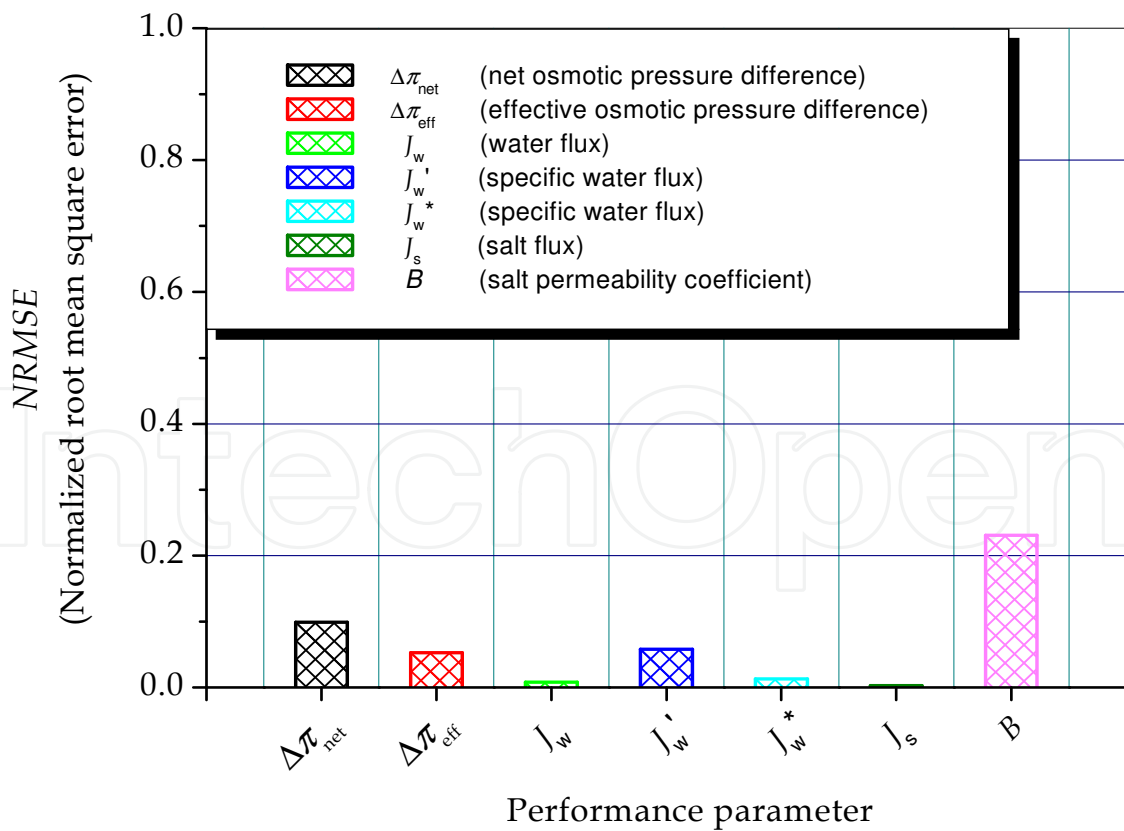 1.0
0.8
0.6
0.4
0.2
0.0
NRMSE
(Normalized root mean square error)
Δπnet (net osmotic pressure difference)
Δπeff (effective osmotic pressure difference)
Jw (water flux)
Jw' (specific water flux)
Jw* (specific water flux)
Js (salt flux)
B (salt permeability coefficient)
IntechOpen
Δπnet
Δπeff
Jw
Jw'
Jw*
Js
B
Performance parameter